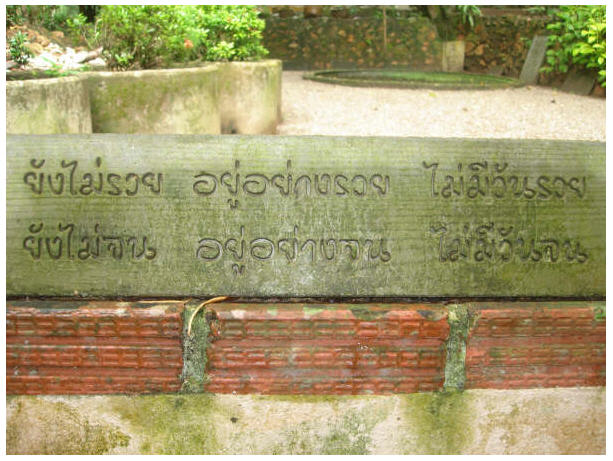 ยังไม่รวย อยู่อย่างรวย ไม่มีวันรวย
ยังไม่จน อยู่อย่างจน ไม่มีวันจน